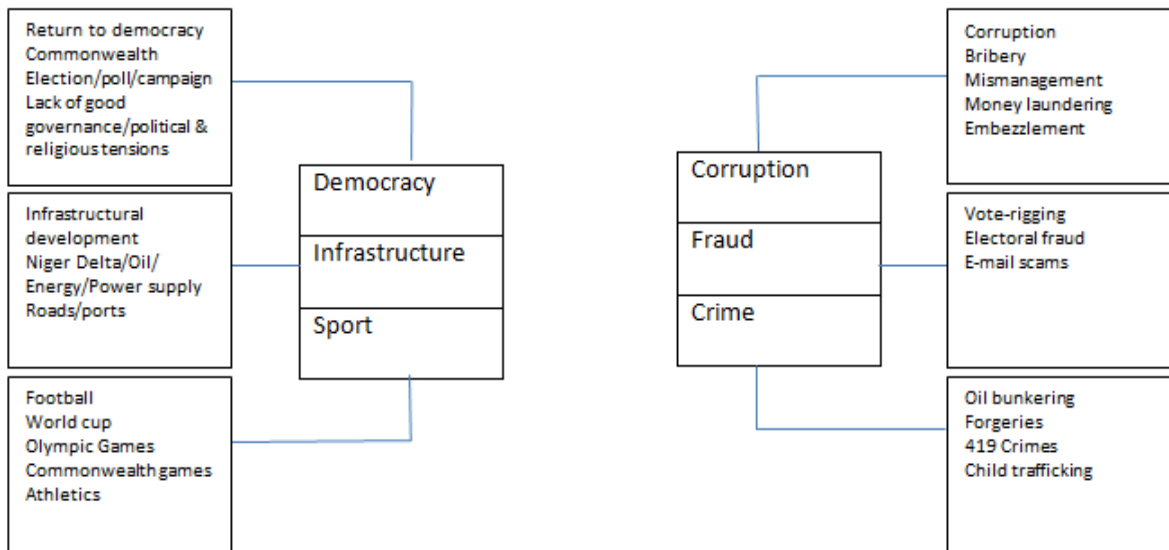 Return to democracy
Commonwealth
Election/poll/campaign
Lack of good
governance/political &
religious tensions
Infrastructural
development
Niger Delta/Oil/
Energy/Power supply
Roads/ports
Football
World cup
Olympic Games
Commonwealth games
Athletics
Democracy
Infrastructure
Sport
Corruption
Fraud
Crime
Corruption
Bribery
Mismanagement
Money laundering
Embezzlement
Vote-rigging
Electoral fraud
E-mail scams
Oil bunkering
Forgeries
419 Crimes
Child trafficking